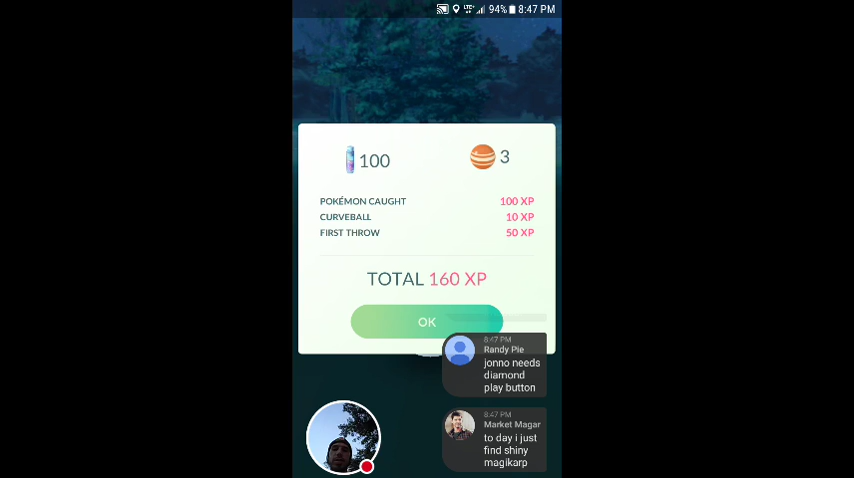 LTE+ 94% 8:47 PM
100 3
POKÉMON CAUGHT 100 XP
CURVEBALL 10 XP
FIRST THROW 50 XP
TOTAL 160 XP
OK
8:47 PM
Randy Pie
jonno needs
diamond
play button
8:47 PM
Market Magar
to day i just
find shiny
magikarp